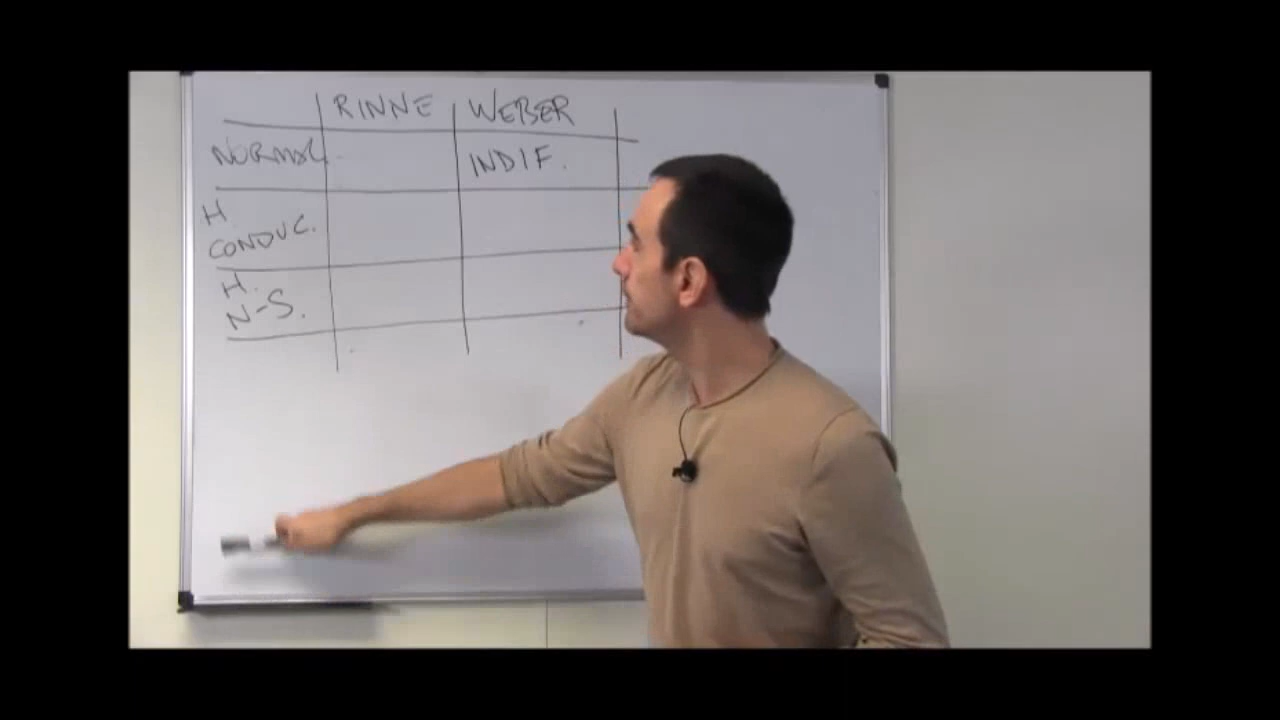 RINNE WEBER
NORMAL INDIF.
H
CONDUC.
H.
N-S.